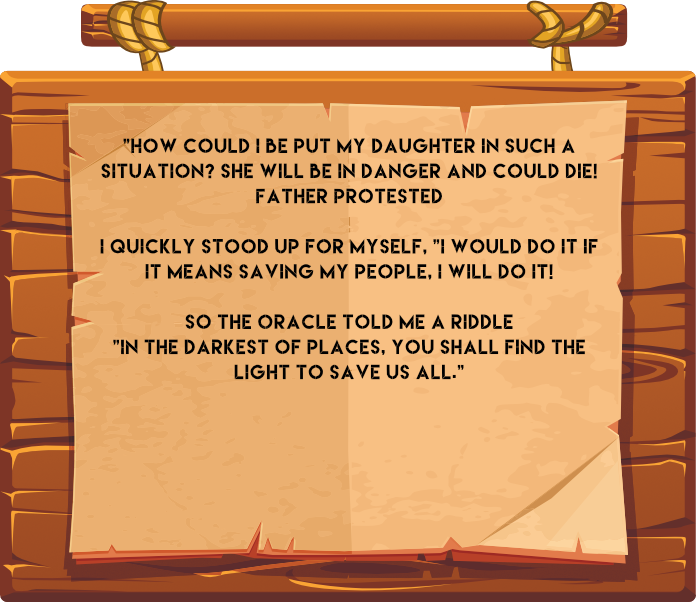 "HOW COULD I BE PUT MY DAUGHTER IN SUCH A
SITUATION? SHE WILL BE IN DANGER AND COULD DIE!
FATHER PROTESTED
I QUICKLY STOOD UP FOR MYSELF, "I WOULD DO IT IF
IT MEANS SAVING MY PEOPLE, I WILL DO IT!
SO THE ORACLE TOLD ME A RIDDLE
"IN THE DARKEST OF PLACES, YOU SHALL FIND THE
LIGHT TO SAVE US ALL."